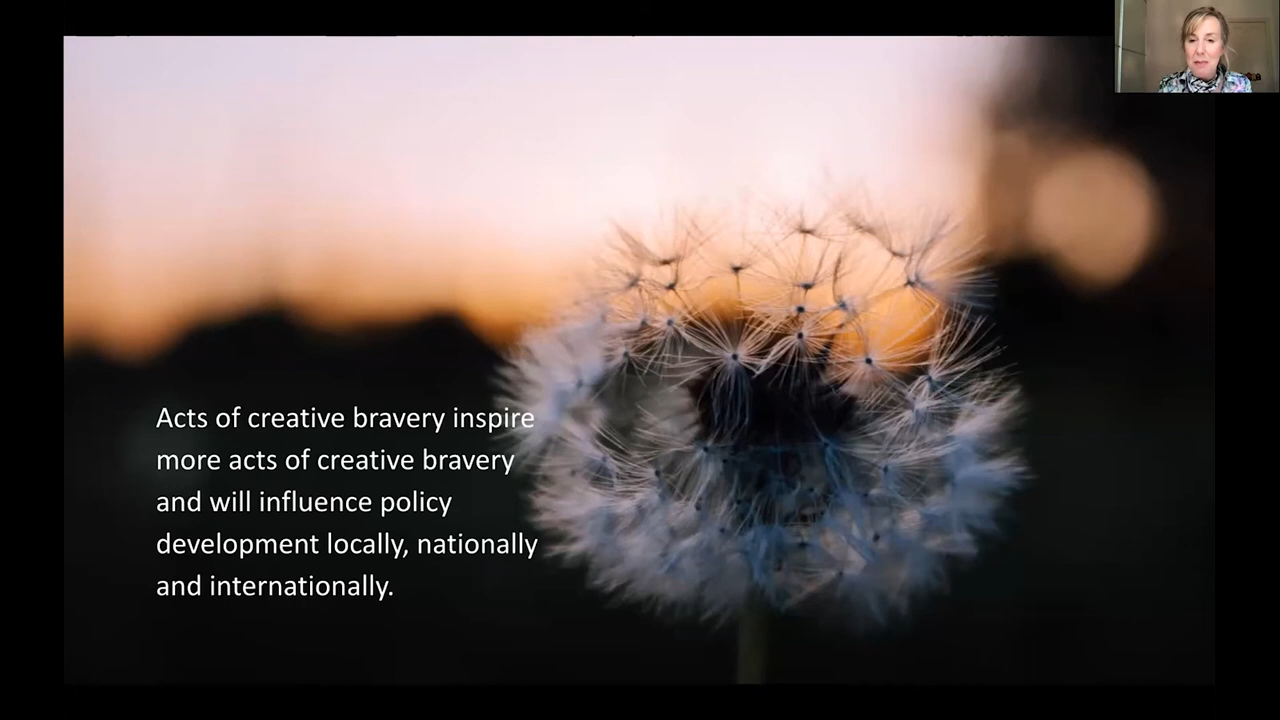 Acts of creative bravery inspire
more acts of creative bravery
and will influence policy
development locally, nationally
and internationally.